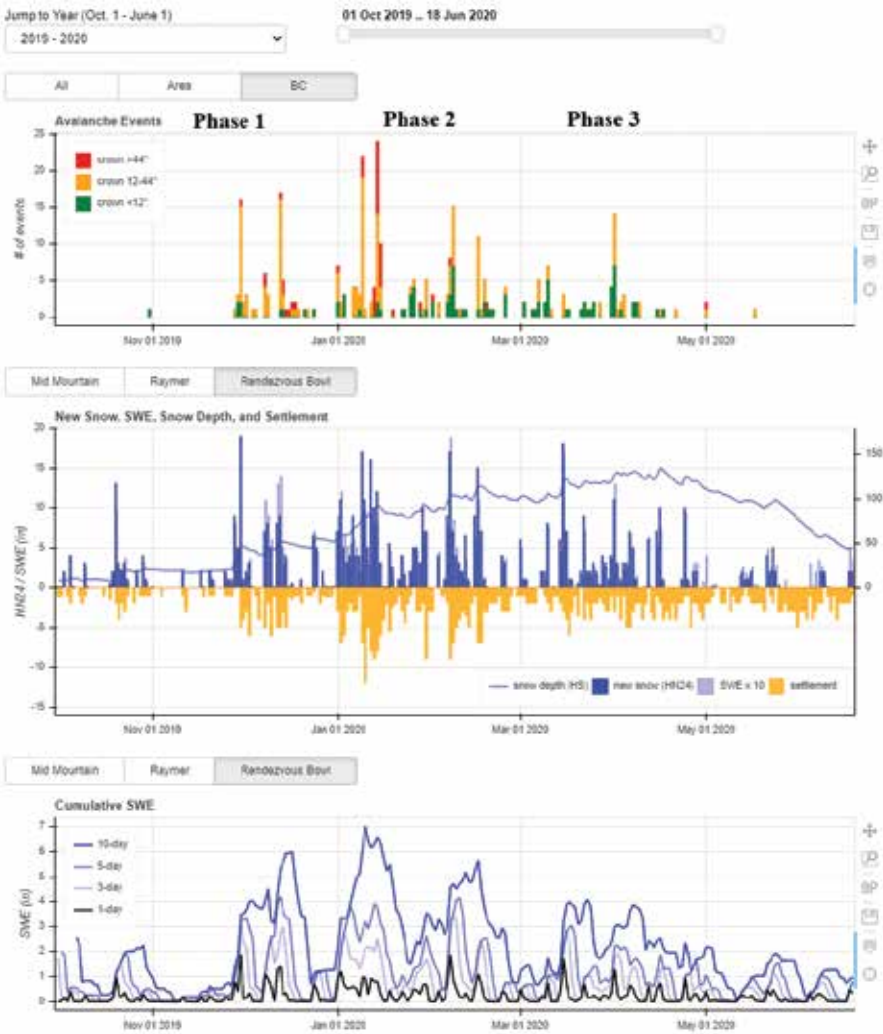 Jump to Year (Oct. 1 - June 1)
01 Oct 2019 .. 18 Jun 2020
2019 - 2020
All Area BC
Avalanche Events Phase 1 Phase 2 Phase 3
25
crown >44"
20
crown 12-44"
15
crown <12"
10
5
0
# of events
Nov 01 2019 Jan 01 2020 Mar 01 2020 May 01 2020
Mid Mountain Raymer Rendezvous Bowl
New Snow, SWE, Snow Depth, and Settlement
20
15 150
10 100
5 50
0 0
-5
-10
-15
HN24 / SWE (in)
snow depth (HS) new snow (HN24) SWE x 10 settlement
Nov 01 2019 Jan 01 2020 Mar 01 2020 May 01 2020
Mid Mountain Raymer Rendezvous Bowl
Cumulative SWE
7
10-day
6
5-day
5
3-day
4
1-day
3
2
1
0
SWE (in)
Nov 01 2019 Jan 01 2020 Mar 01 2020 May 01 2020